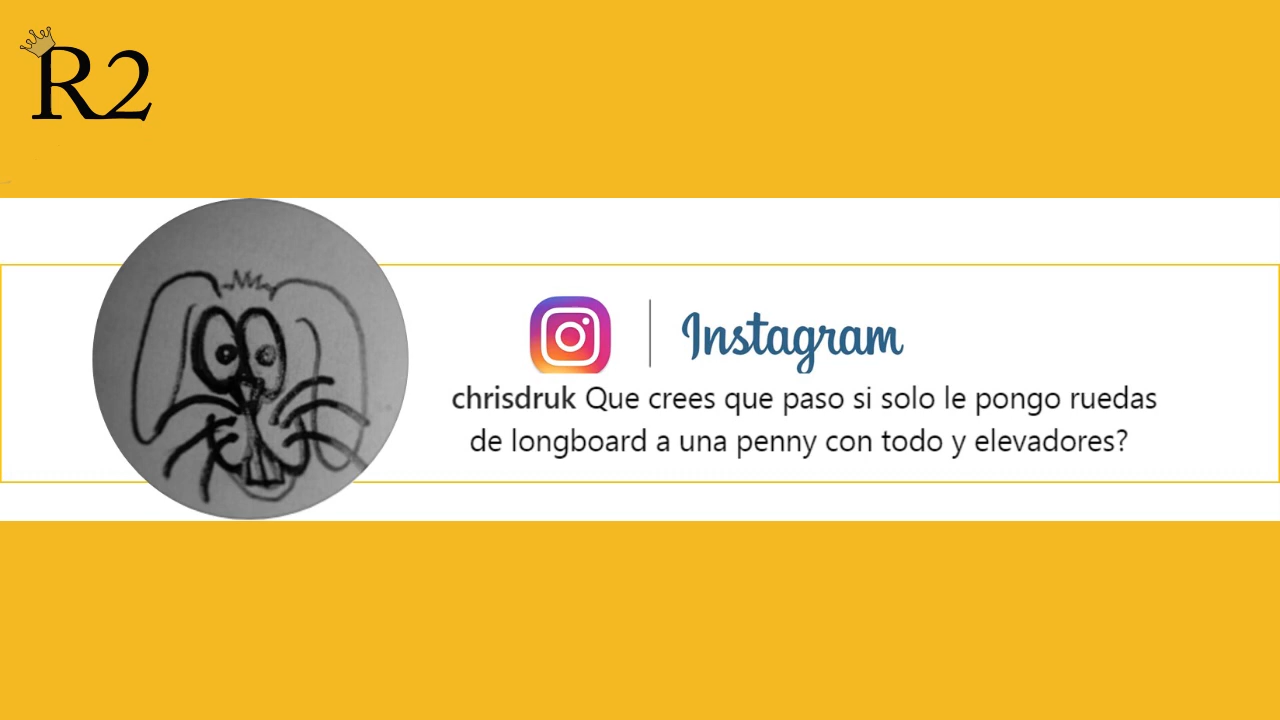 R2
Instagram
chrisdruk Que crees que paso si solo le pongo ruedas
de longboard a una penny con todo y elevadores?